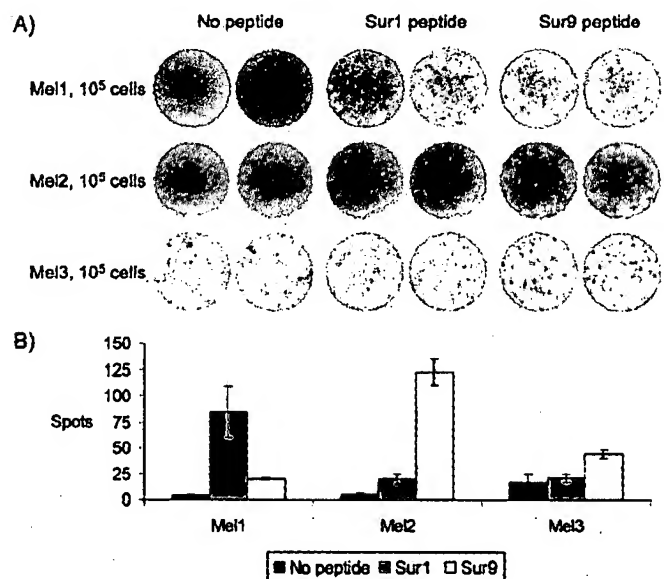 A)
No peptide Sur1 peptide Sur9 peptide
Mel1, 10⁵ cells
Mel2, 10⁵ cells
Mel3, 10⁵ cells
B)
150
125
100
75
50
25
0
Spots
Mel1 Mel2 Mel3
No peptide Sur1 Sur9